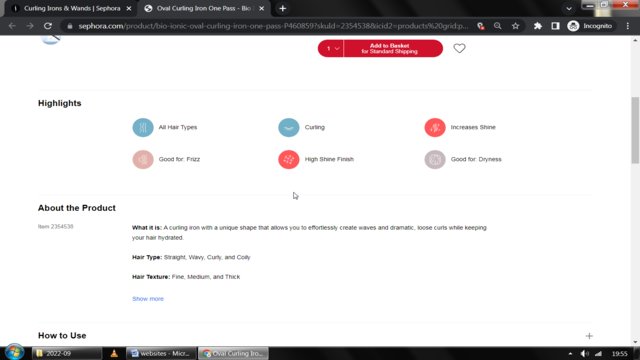 Curling Irons & Wands | Sephora
Oval Curling Iron One Pass - Bio
sephora.com/product/bio-ionic-oval-curling-iron-one-pass-P460859?skuId=2354538&icid2=products%20grid:p...
Incognito
1
Add to Basket
for Standard Shipping
Highlights
All Hair Types
Curling
Increases Shine
Good for: Frizz
High Shine Finish
Good for: Dryness
About the Product
Item 2354538
What it is: A curling iron with a unique shape that allows you to effortlessly create waves and dramatic, loose curls while keeping
your hair hydrated.
Hair Type: Straight, Wavy, Curly, and Coily
Hair Texture: Fine, Medium, and Thick
Show more
How to Use
2022-09
websites - Micr...
Oval Curling Iron...
19:55